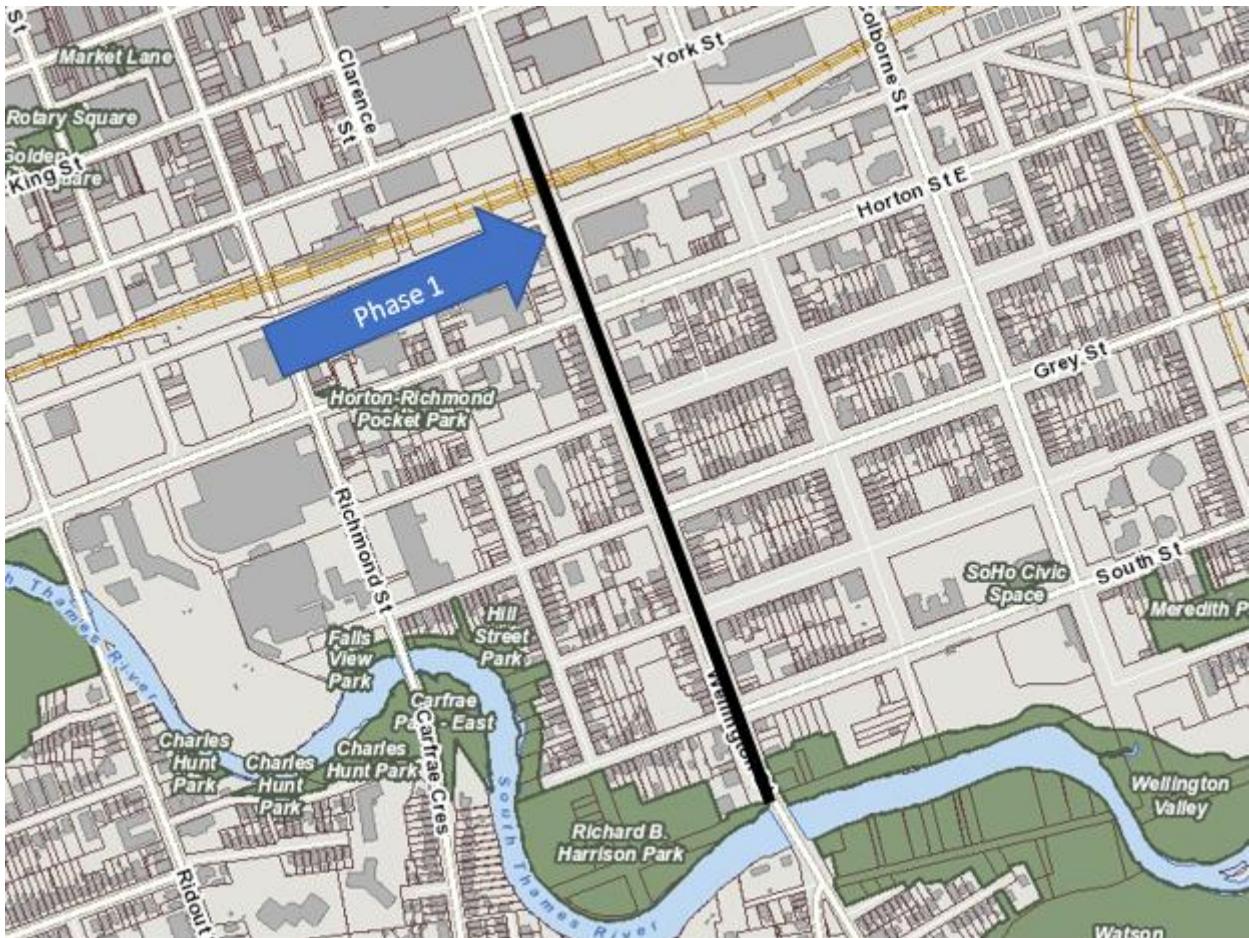 St
Market Lane
Rotary Square
Golden
Square
King St
Clarence
St
York St
Colborne St
Horton St E
Phase 1
Horton-Richmond
Pocket Park
Grey St
Richmond St
SoHo Civic
Space
South St
Meredith P
Hill
Street
Park
Falls
View
Park
Thames River
Wellington
Carfrae
Park - East
Charles
Hunt Park
Charles
Hunt
Park
Charles
Hunt
Park
Carfrae Cres
South Thames River
Richard B.
Harrison Park
Wellington
Valley
Ridout
Watson